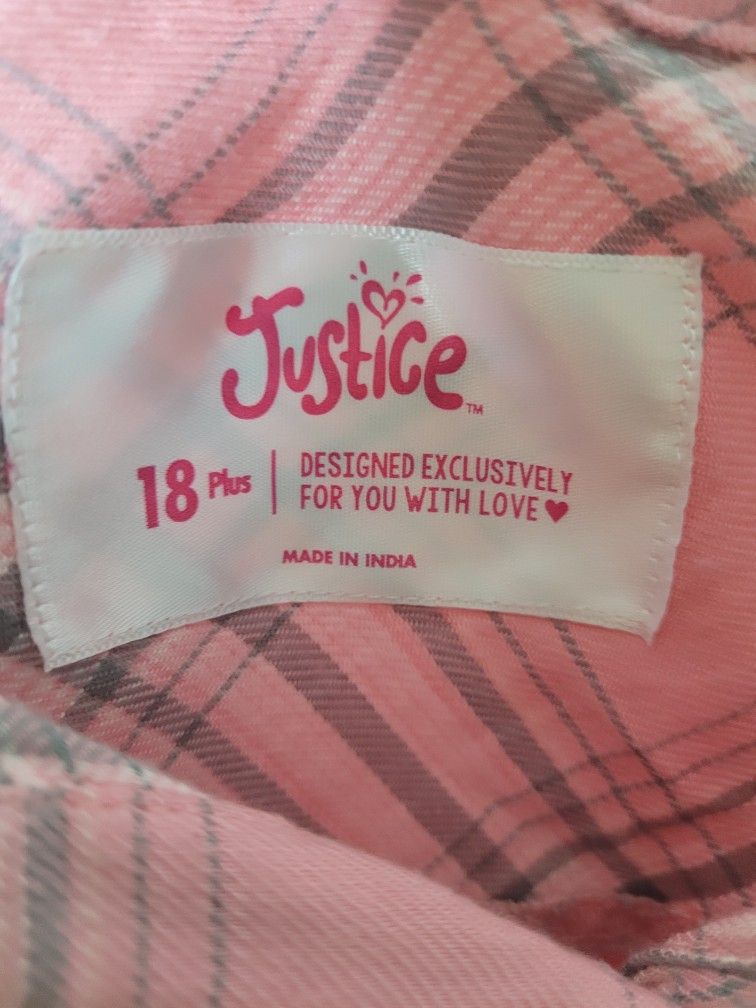 Justice™
18 Plus
DESIGNED EXCLUSIVELY
FOR YOU WITH LOVE ♥
MADE IN INDIA